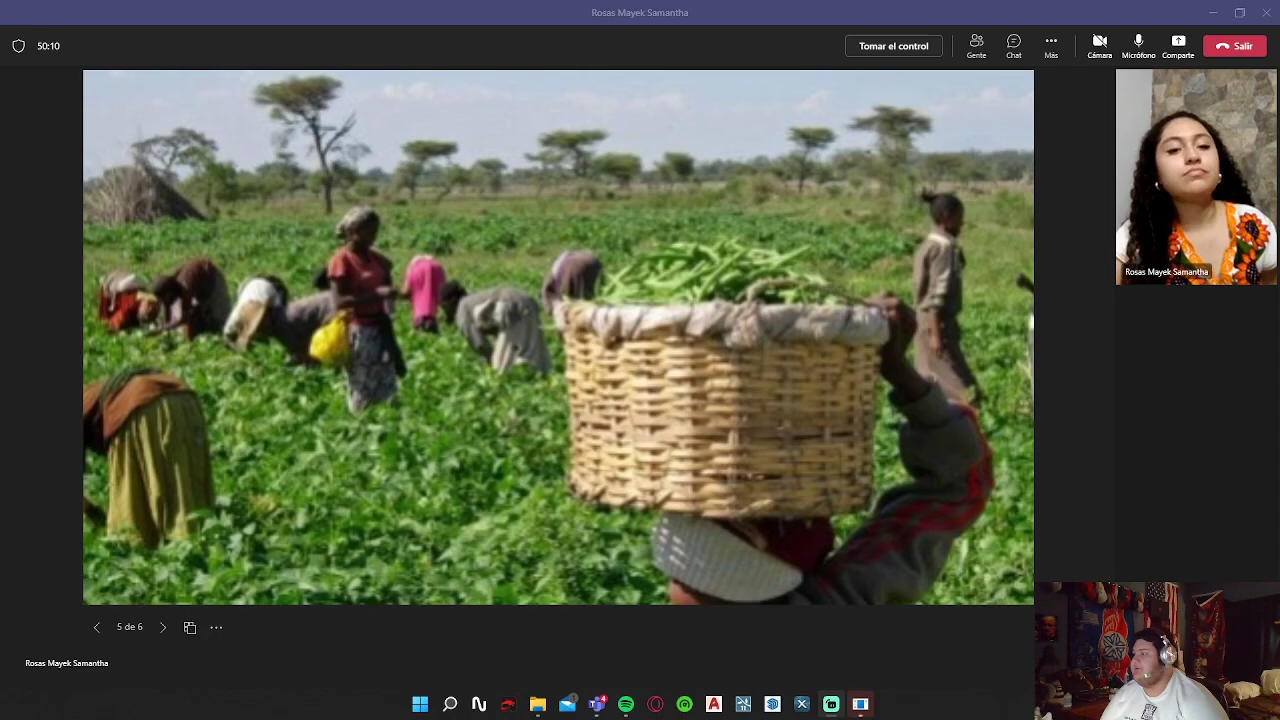 Rosas Mayek Samantha
50:10
Tomar el control
Gente
Chat
Más
Cámara
Micrófono
Comparte
Salir
Rosas Mayek Samantha
5 de 6
Rosas Mayek Samantha